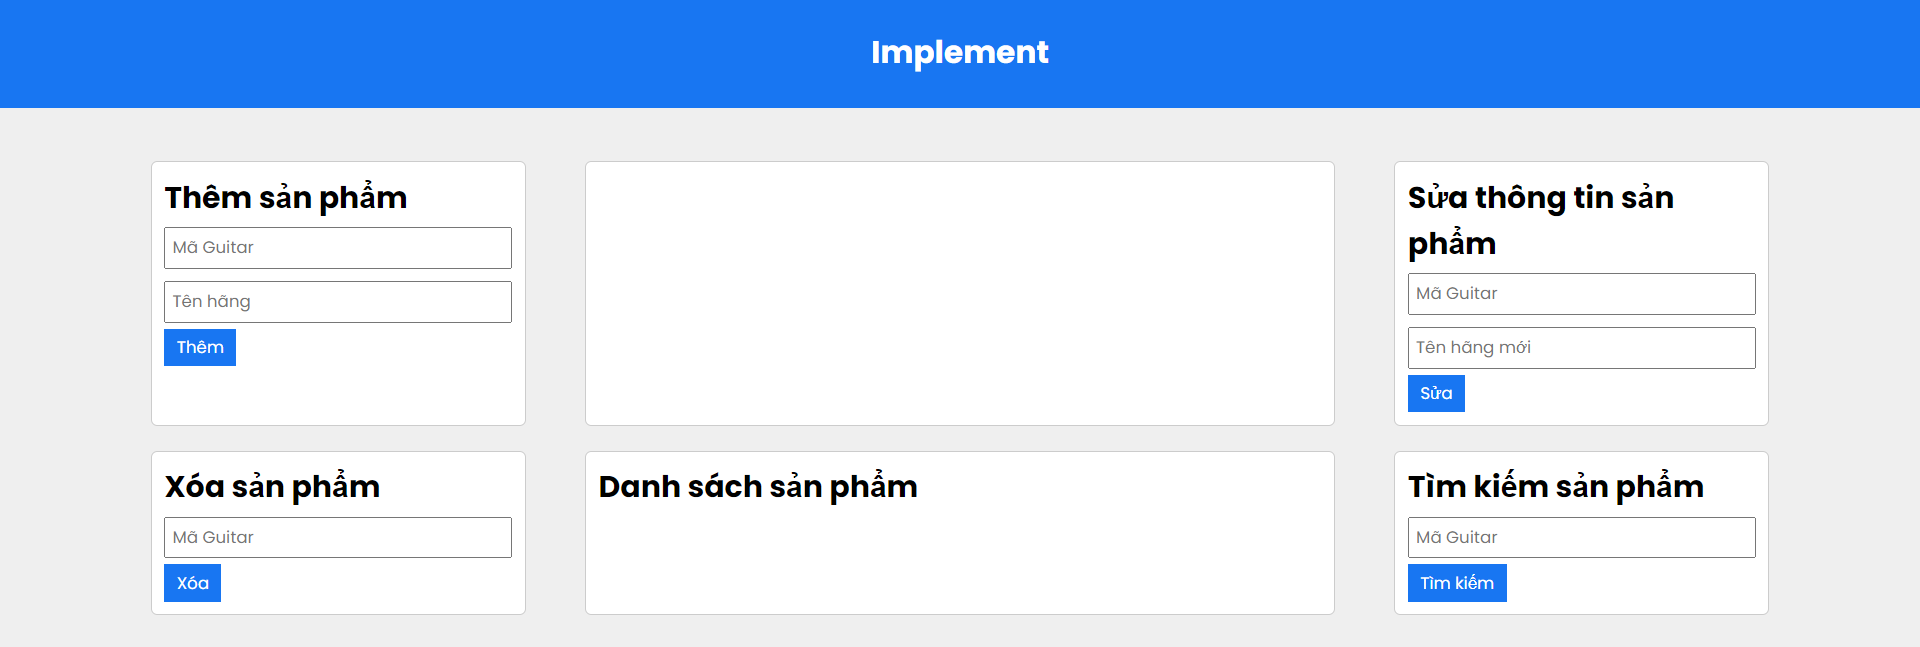 Implement
Thêm sản phẩm
Mã Guitar
Tên hãng
Thêm
Sửa thông tin sản
phẩm
Mã Guitar
Tên hãng mới
Sửa
Xóa sản phẩm
Mã Guitar
Xóa
Danh sách sản phẩm
Tìm kiếm sản phẩm
Mã Guitar
Tìm kiếm